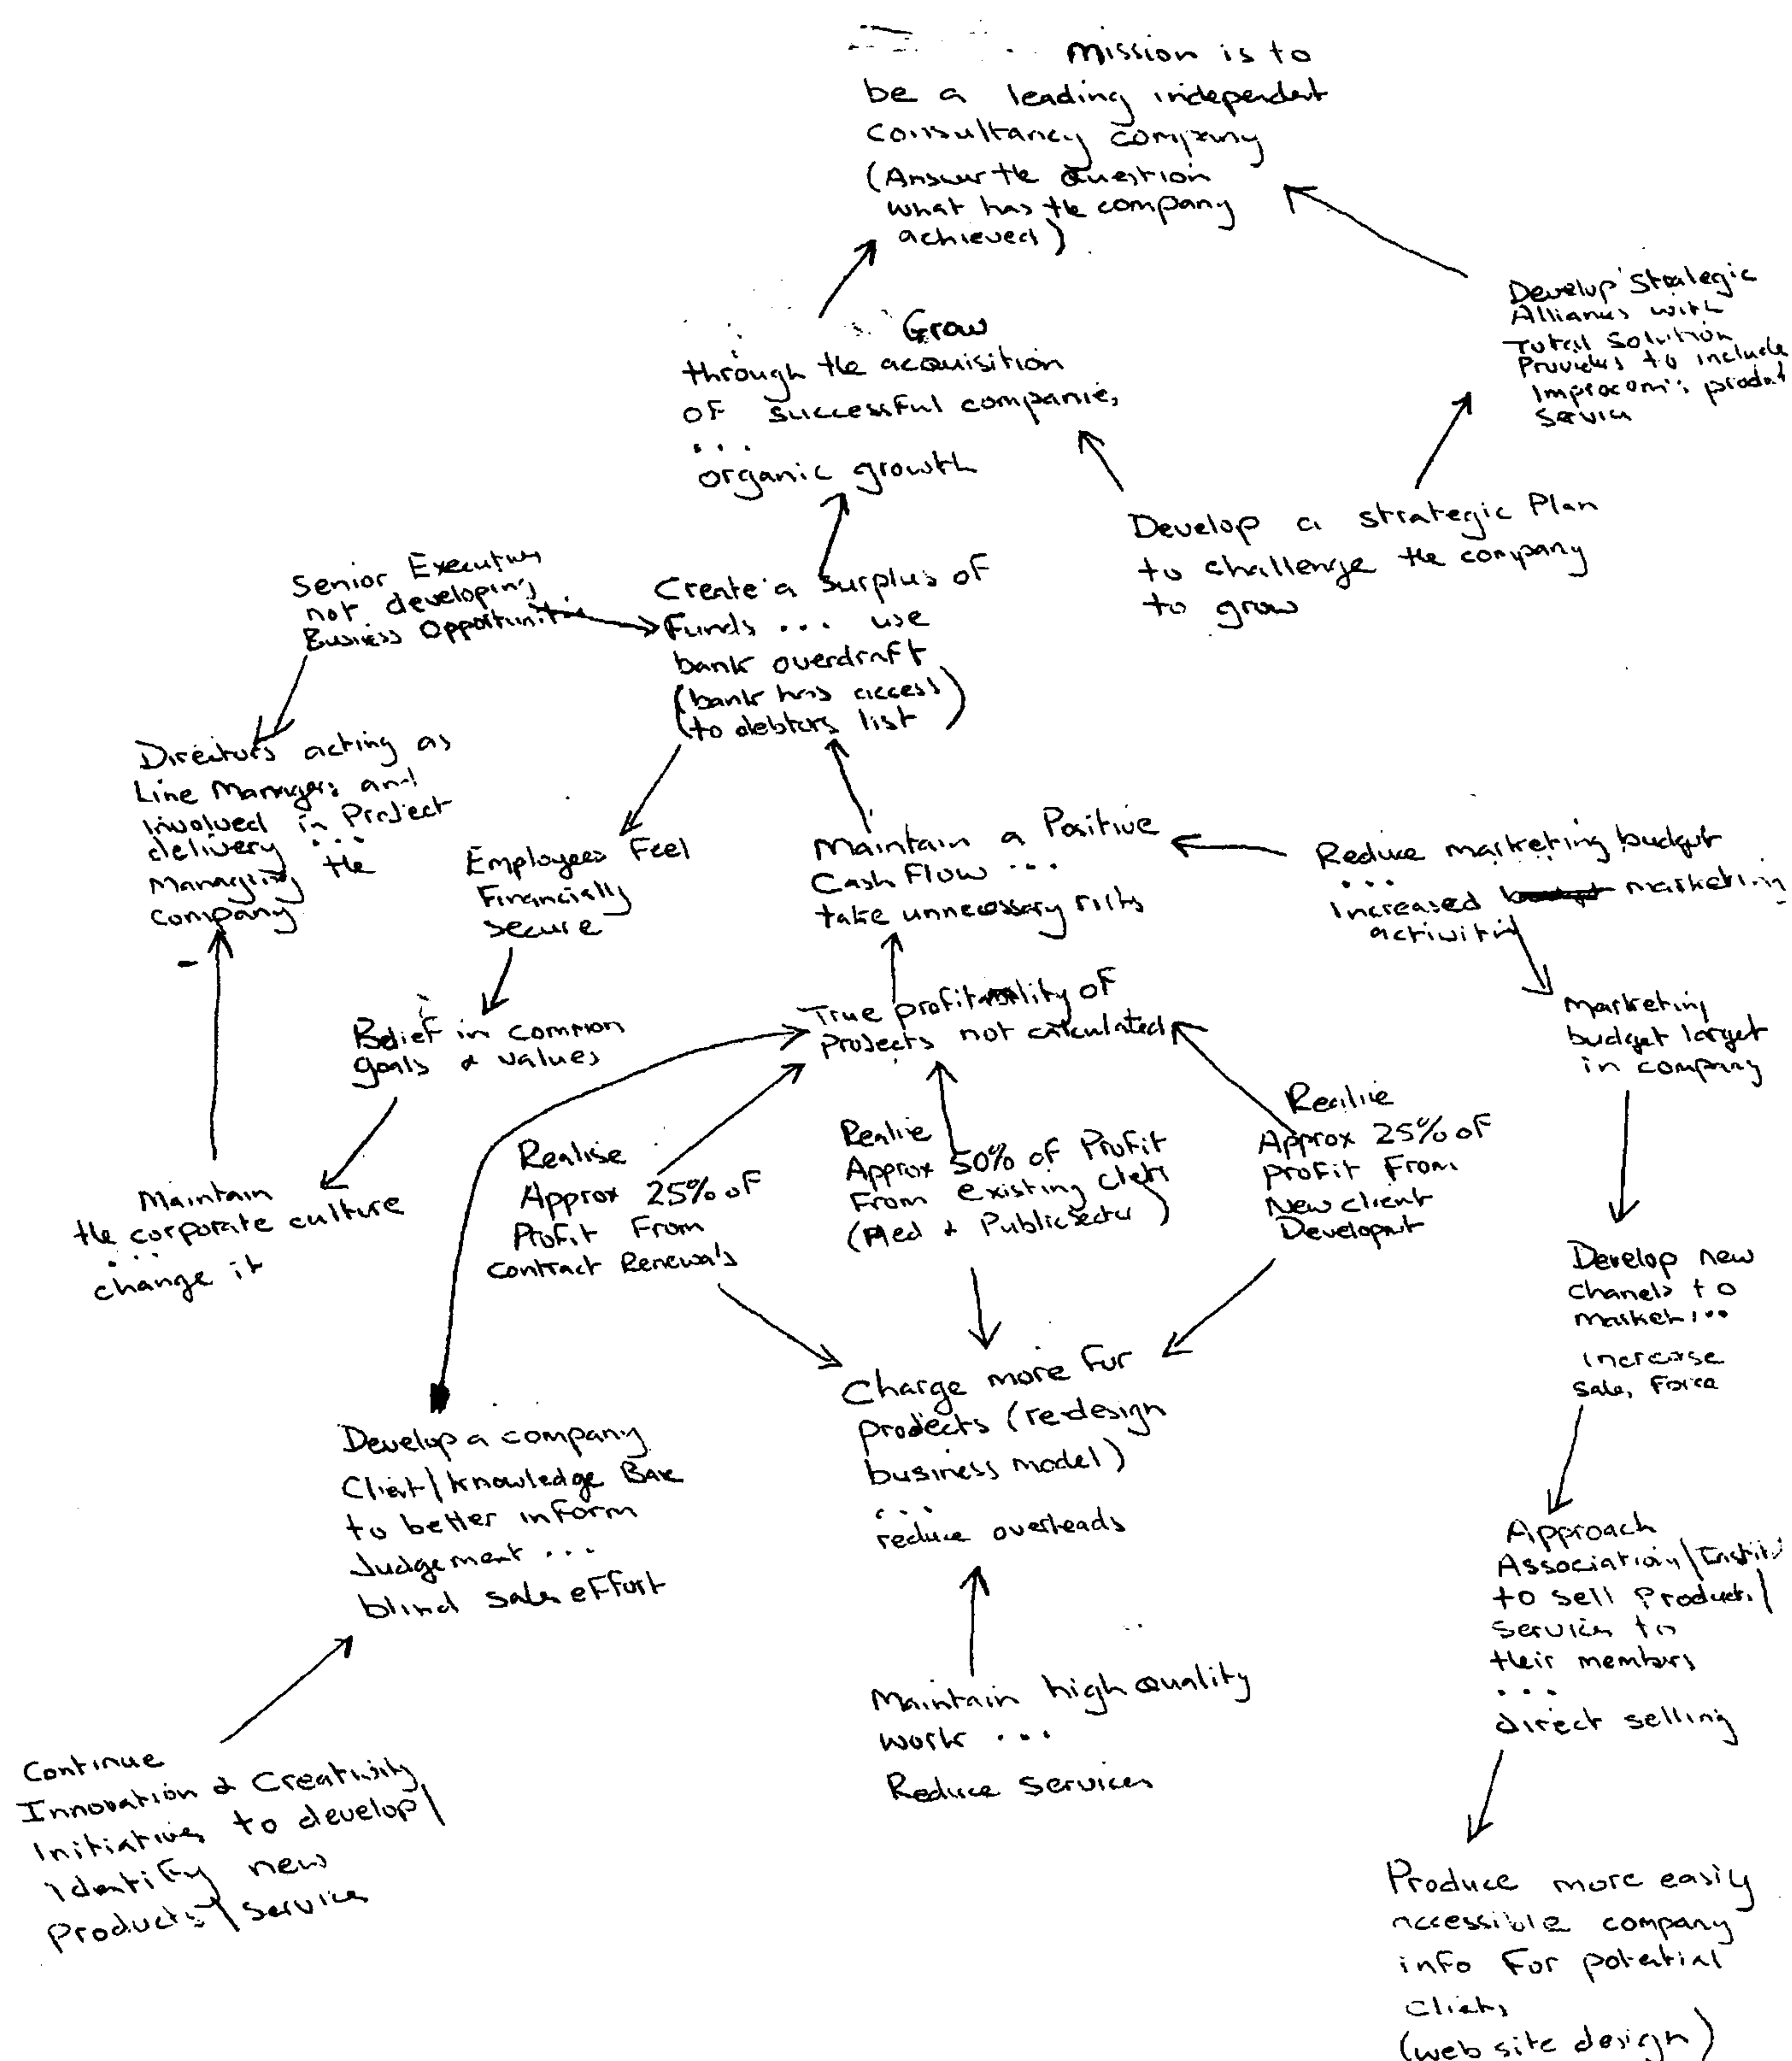 Mission is to
be a leading independent
consultancy company
(Answer the Question
what has the company
achieved)
Develop Strategic
Alliances with
Total Solution
Providers to include
Improcom's product
Service
Grow
through the acquisition
of successful companies
...
organic growth
Develop a strategic Plan
to challenge the company
to grow
Senior Executives
not developing
Business Opportunities
Create a surplus of
Funds ... use
bank overdraft
(bank has access)
(to debtors list)
Directors acting as
Line Managers and
Involved in Project
delivery ...
Managing the
company
Employees Feel
Financially
secure
Maintain a Positive
Cash Flow ...
take unnecessary risks
Reduce marketing budget
...
Increased marketing
activities
Belief in common
goals & values
True profitability of
Projects not calculated
Marketing
budget larget
in company
Maintain
the corporate culture
...
change it
Realise
Approx 25% of
Profit From
Contract Renewals
Realise
Approx 50% of Profit
From existing clients
(Med & Public Sector)
Realise
Approx 25% of
Profit From
New client
Developmt
Develop new
Chanels to
market ...
increase
Sales Force
Charge more for
Projects (re-design
business model)
...
reduce overheads
Develop a company
Client/Knowledge Base
to better inform
Judgement ...
blind sales effort
Approach
Association/Instit
to sell Products/
Services to
their members
...
direct selling
Maintain high quality
work ...
Reduce services
Continue
Innovation & Creativity
Initiatives to develop/
identify new
Products/Service
Produce more easily
accessible company
info For potential
Clients
(web site design)